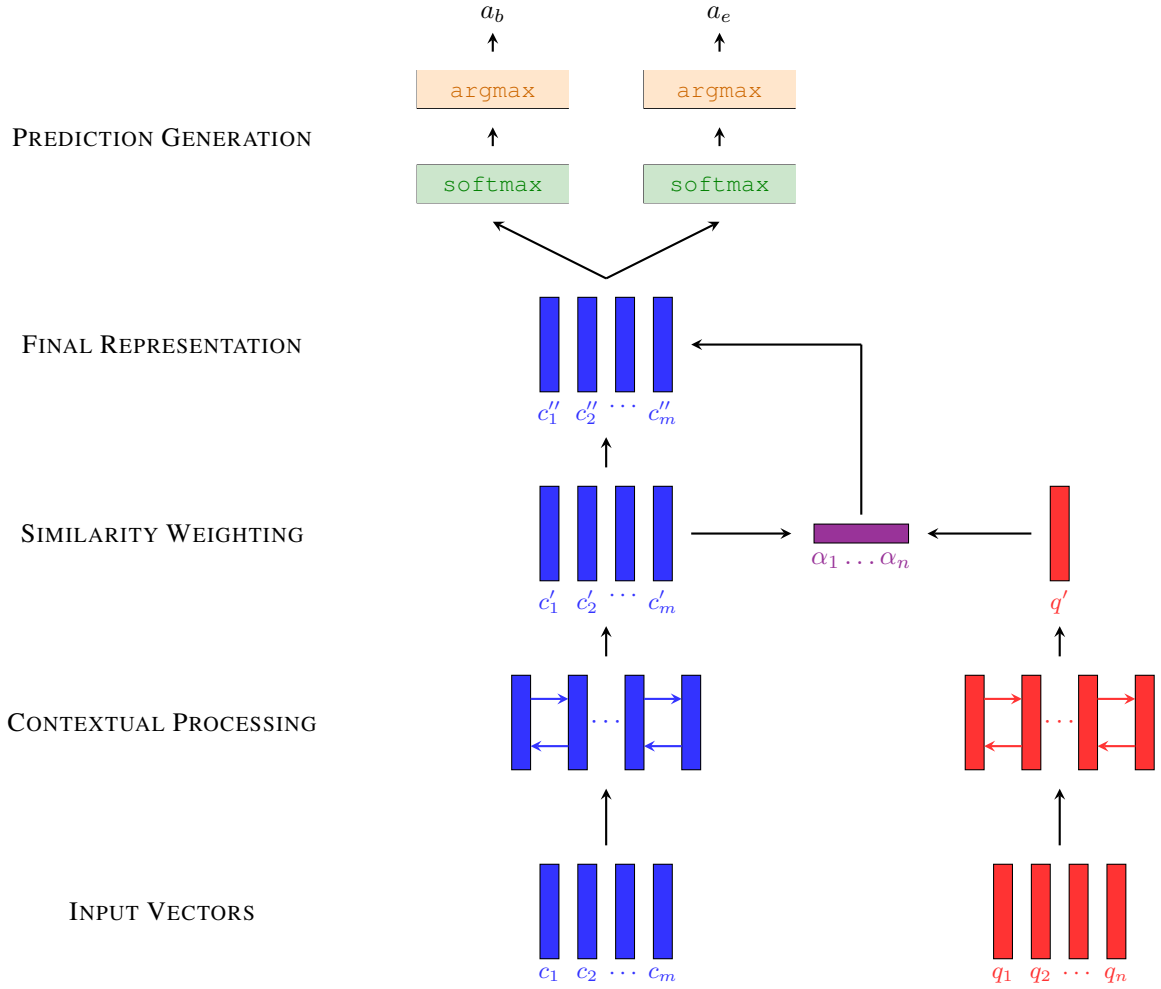 a_b a_e
argmax argmax
PREDICTION GENERATION
softmax softmax
FINAL REPRESENTATION
c''_1 c''_2 ... c''_m
SIMILARITY WEIGHTING
α_1 ... α_n
c'_1 c'_2 ... c'_m q'
CONTEXTUAL PROCESSING
... ...
INPUT VECTORS
c_1 c_2 ... c_m q_1 q_2 ... q_n